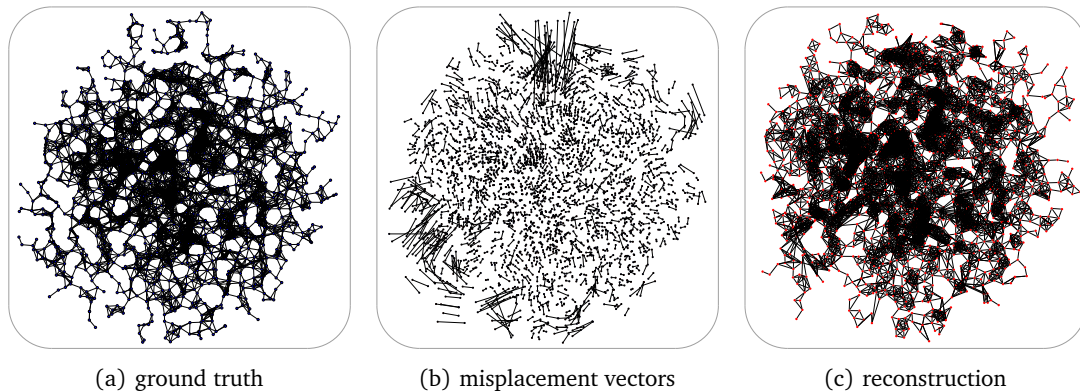 (a) ground truth
(b) misplacement vectors
(c) reconstruction